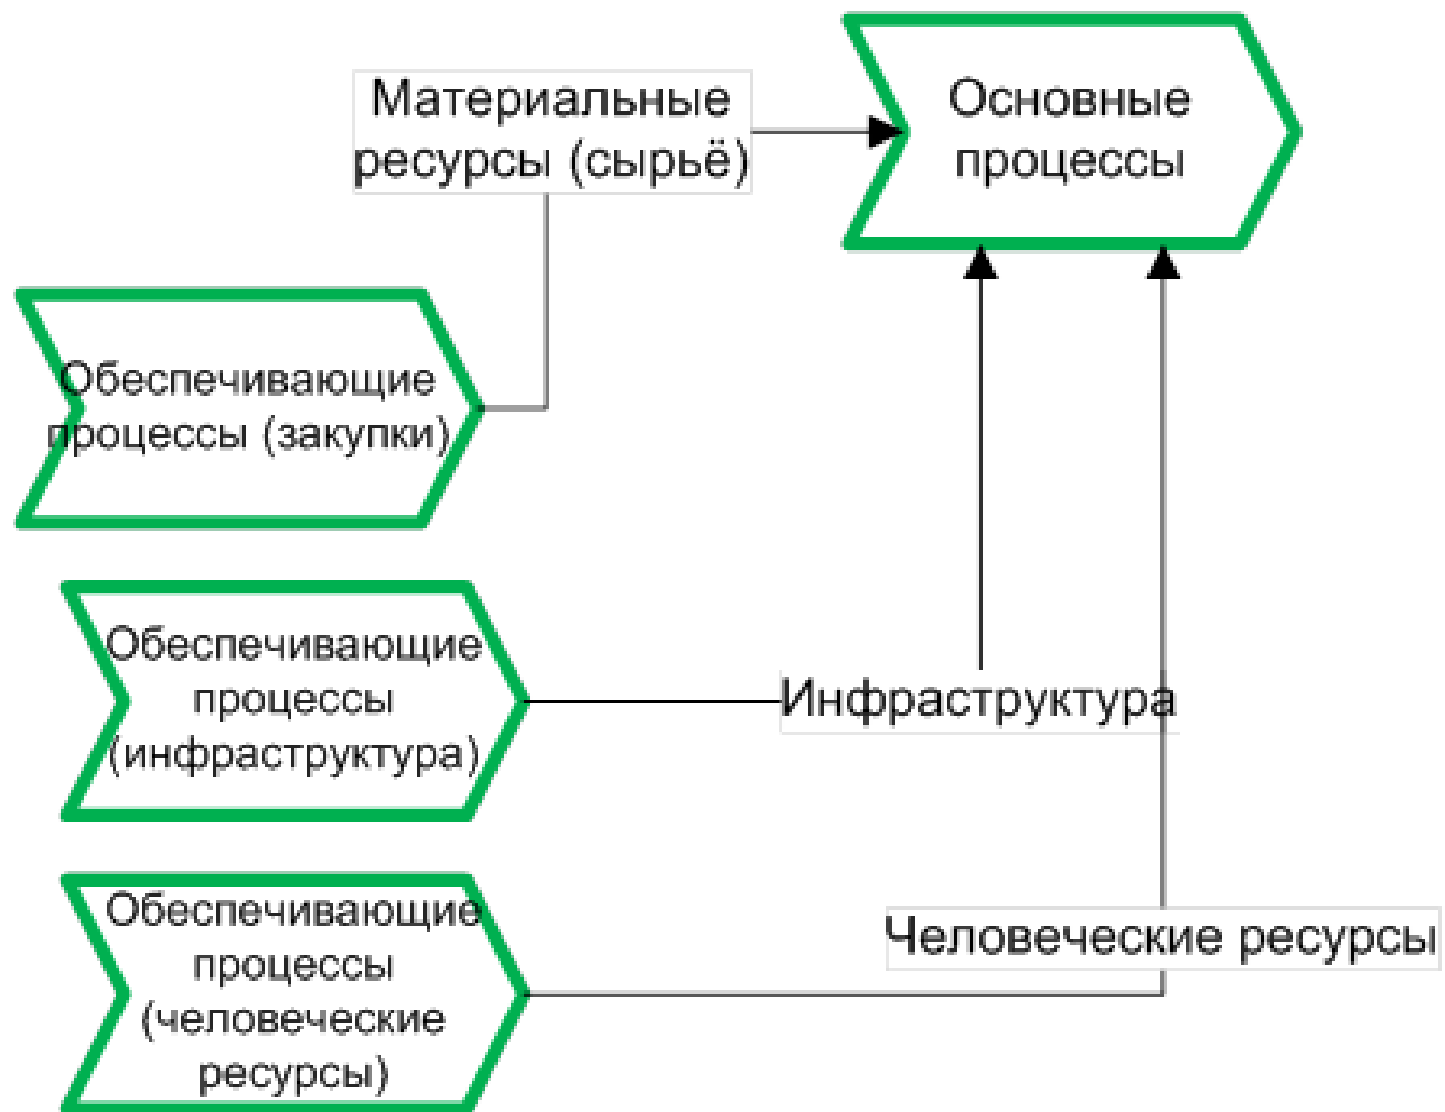 Материальные
ресурсы (сырьё)
Основные
процессы
Обеспечивающие
процессы (закупки)
Обеспечивающие
процессы
(инфраструктура)
Инфраструктура
Обеспечивающие
процессы
(человеческие
ресурсы)
Человеческие ресурсы